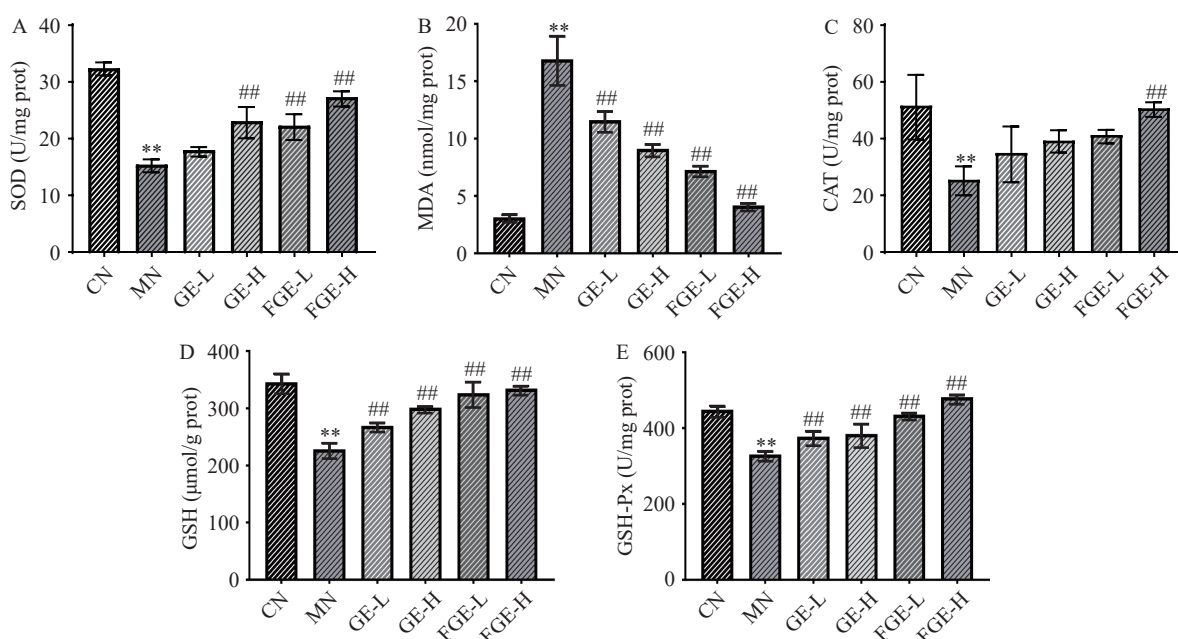 A
SOD (U/mg prot)
40
30
20
10
0
**
##
##
##
CN
MN
GE-L
GE-H
FGE-L
FGE-H
B
MDA (nmol/mg prot)
20
15
10
5
0
**
##
##
##
##
CN
MN
GE-L
GE-H
FGE-L
FGE-H
C
CAT (U/mg prot)
80
60
40
20
0
**
##
CN
MN
GE-L
GE-H
FGE-L
FGE-H
D
GSH (μmol/g prot)
400
300
200
100
0
**
##
##
##
##
CN
MN
GE-L
GE-H
FGE-L
FGE-H
E
GSH-Px (U/mg prot)
600
400
200
0
**
##
##
##
##
CN
MN
GE-L
GE-H
FGE-L
FGE-H